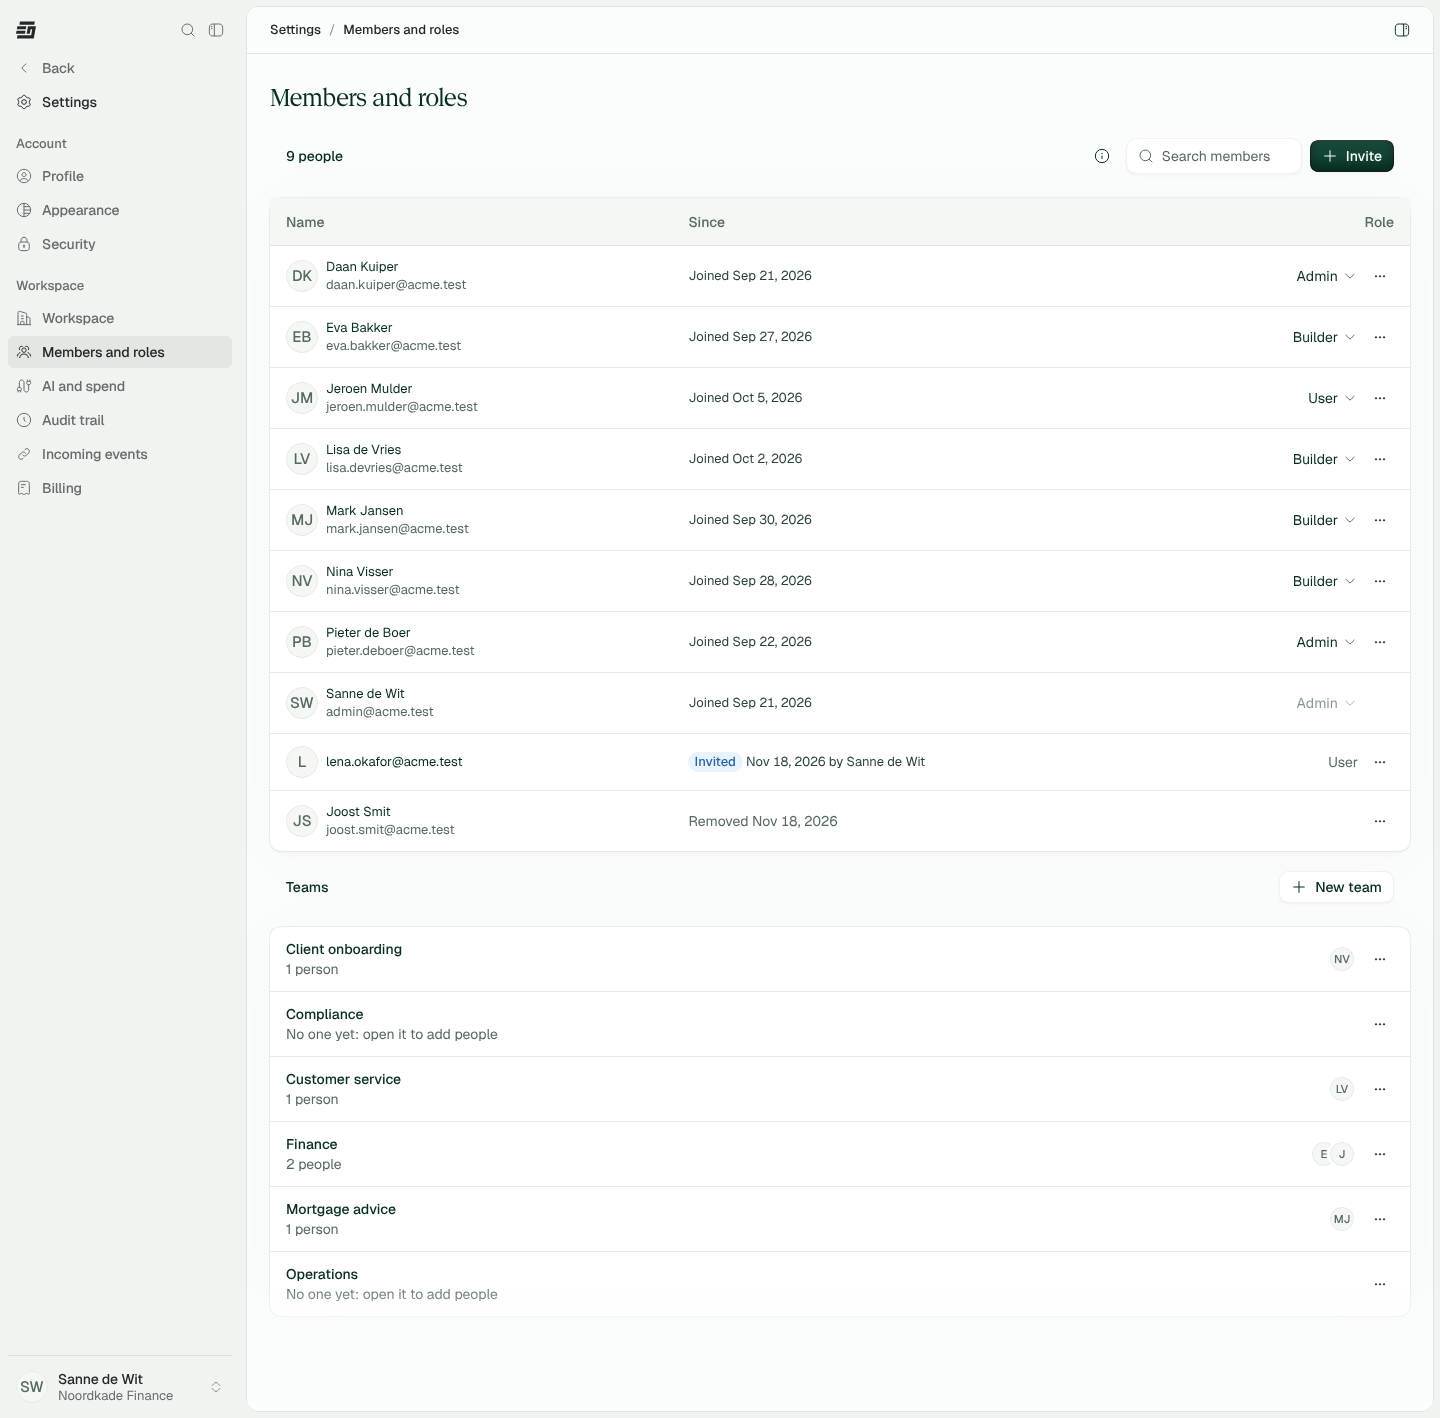 Settings / Members and roles
Back
Settings
Account
Profile
Appearance
Security
Workspace
Workspace
Members and roles
AI and spend
Audit trail
Incoming events
Billing
SW
Sanne de Wit
Noordkade Finance
Members and roles
9 people
Search members
Invite
Name Since Role
DK
Daan Kuiper
daan.kuiper@acme.test
Joined Sep 21, 2026
Admin
EB
Eva Bakker
eva.bakker@acme.test
Joined Sep 27, 2026
Builder
JM
Jeroen Mulder
jeroen.mulder@acme.test
Joined Oct 5, 2026
User
LV
Lisa de Vries
lisa.devries@acme.test
Joined Oct 2, 2026
Builder
MJ
Mark Jansen
mark.jansen@acme.test
Joined Sep 30, 2026
Builder
NV
Nina Visser
nina.visser@acme.test
Joined Sep 28, 2026
Builder
PB
Pieter de Boer
pieter.deboer@acme.test
Joined Sep 22, 2026
Admin
SW
Sanne de Wit
admin@acme.test
Joined Sep 21, 2026
Admin
L
lena.okafor@acme.test
Invited Nov 18, 2026 by Sanne de Wit
User
JS
Joost Smit
joost.smit@acme.test
Removed Nov 18, 2026
Teams
New team
Client onboarding
1 person
NV
Compliance
No one yet: open it to add people
Customer service
1 person
LV
Finance
2 people
E J
Mortgage advice
1 person
MJ
Operations
No one yet: open it to add people